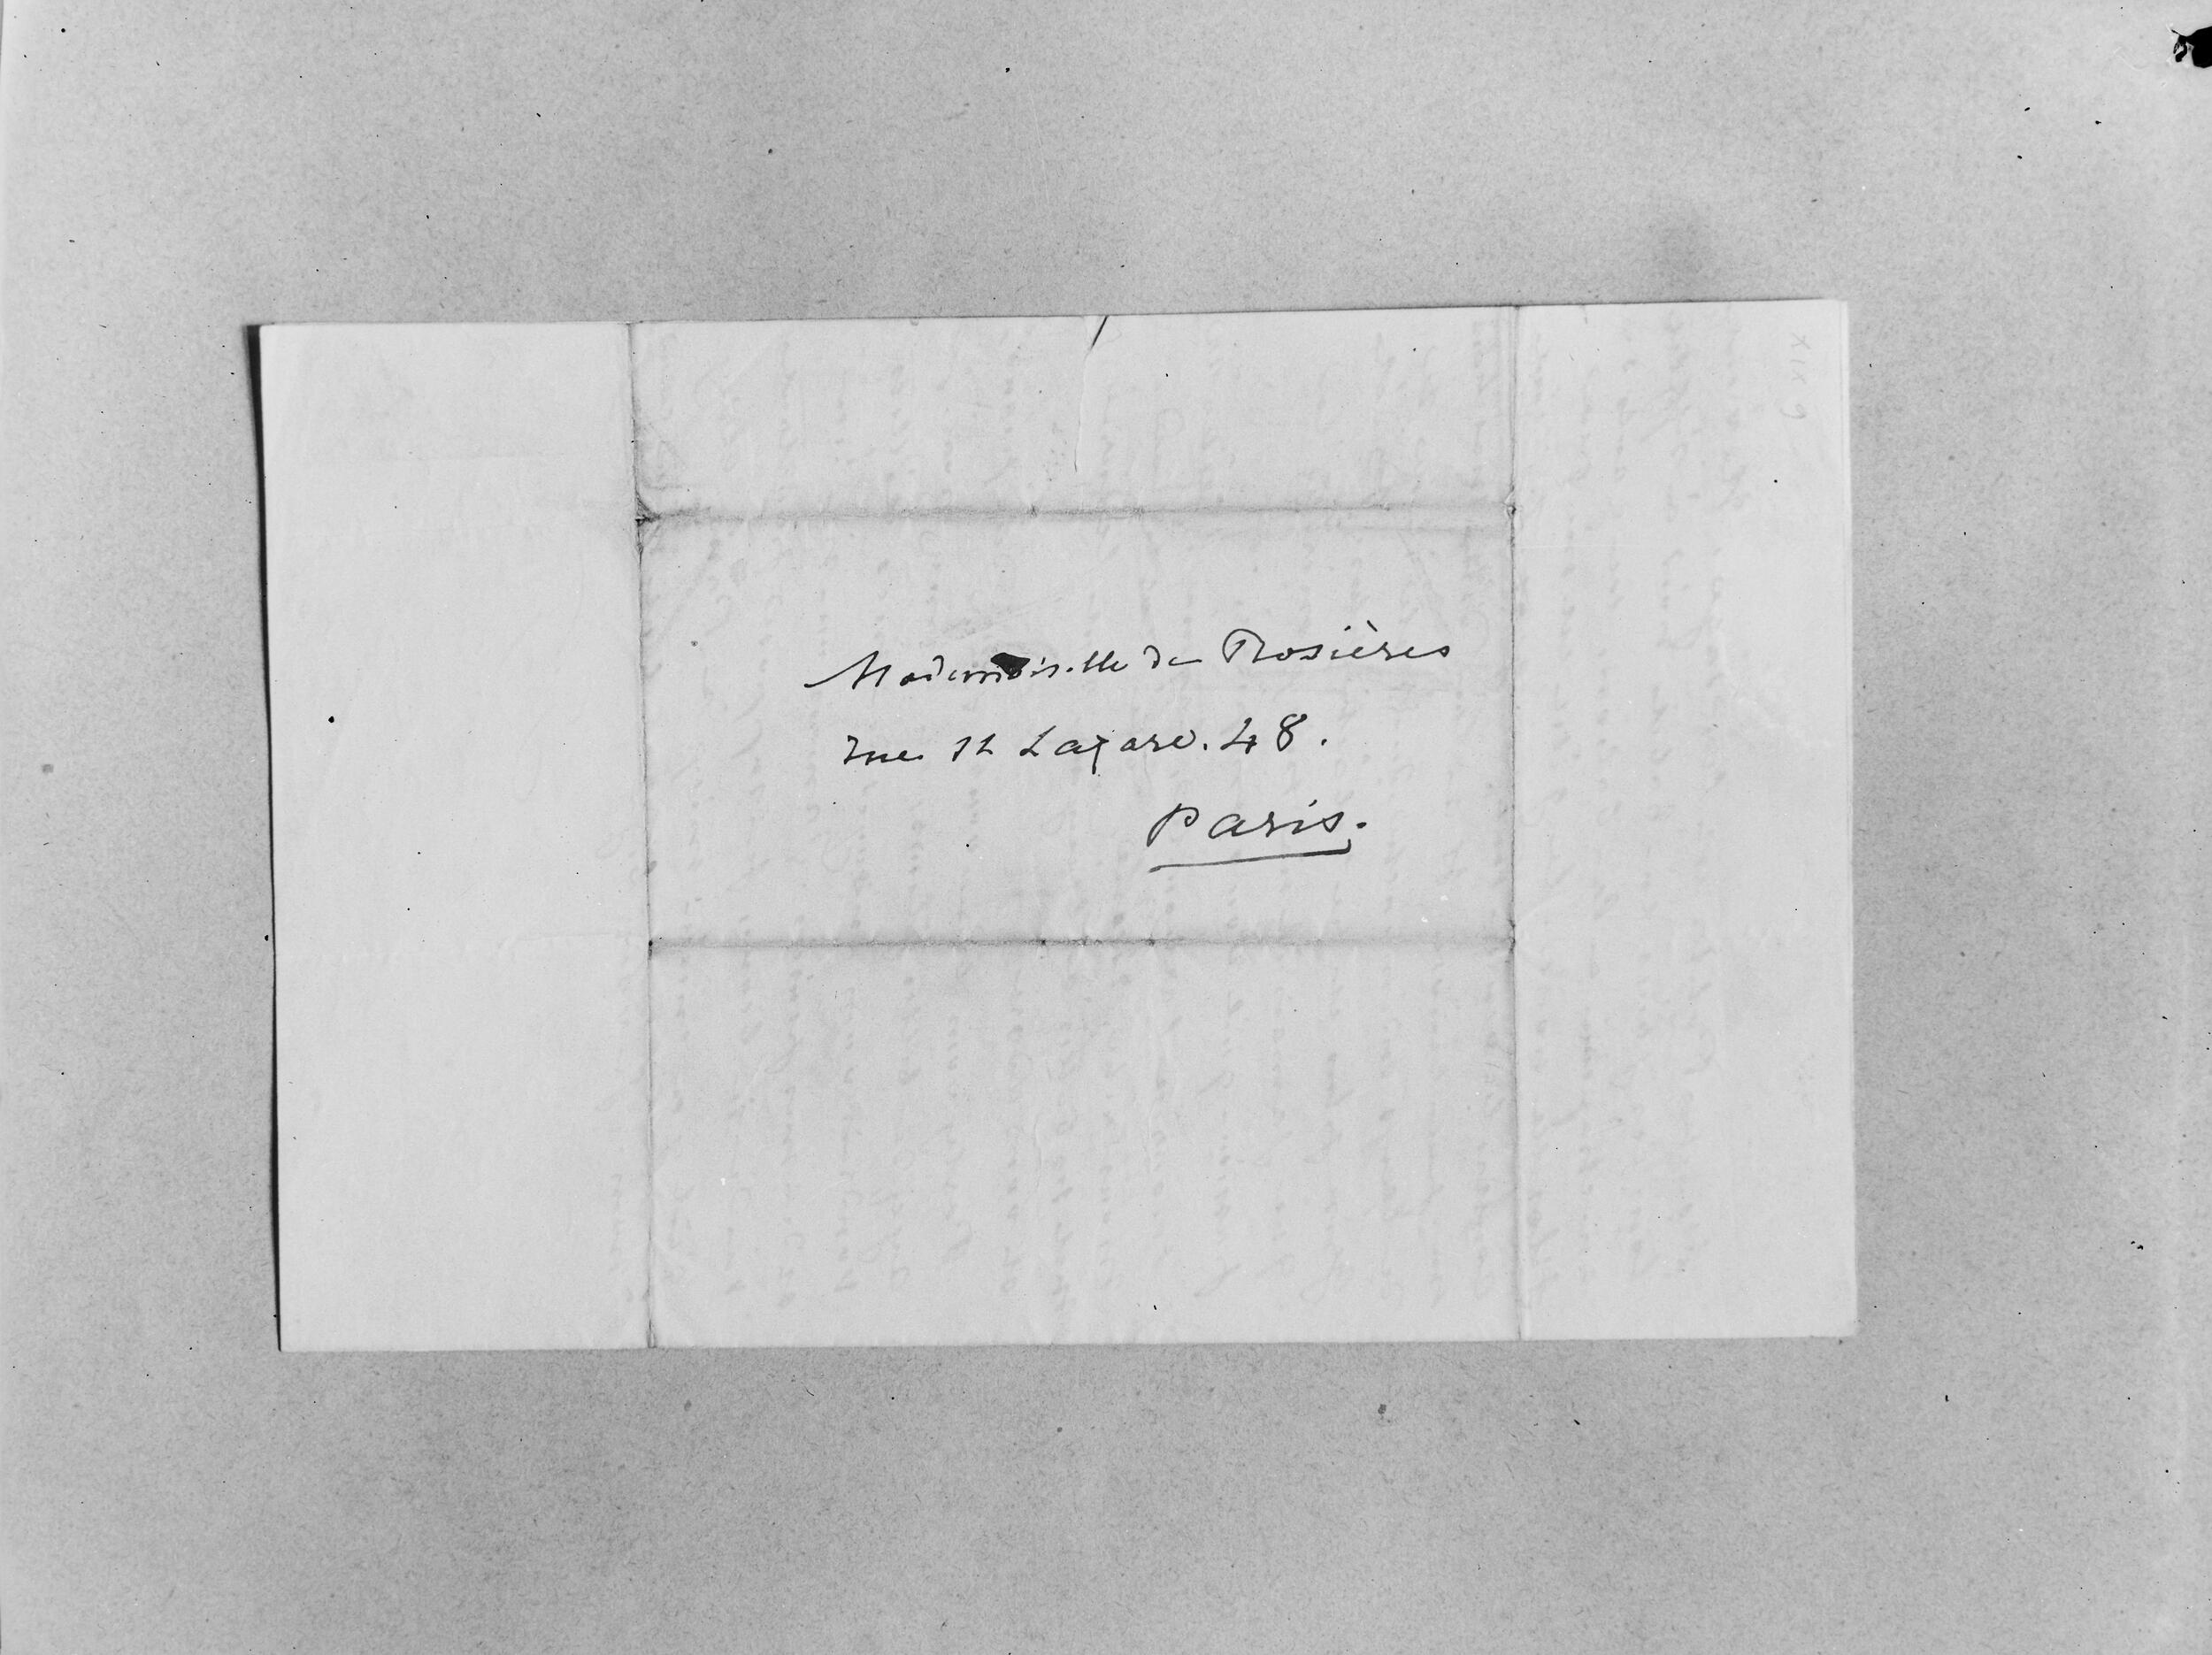 Mademoiselle de Rosières
rue St Lazare. 48.
Paris.